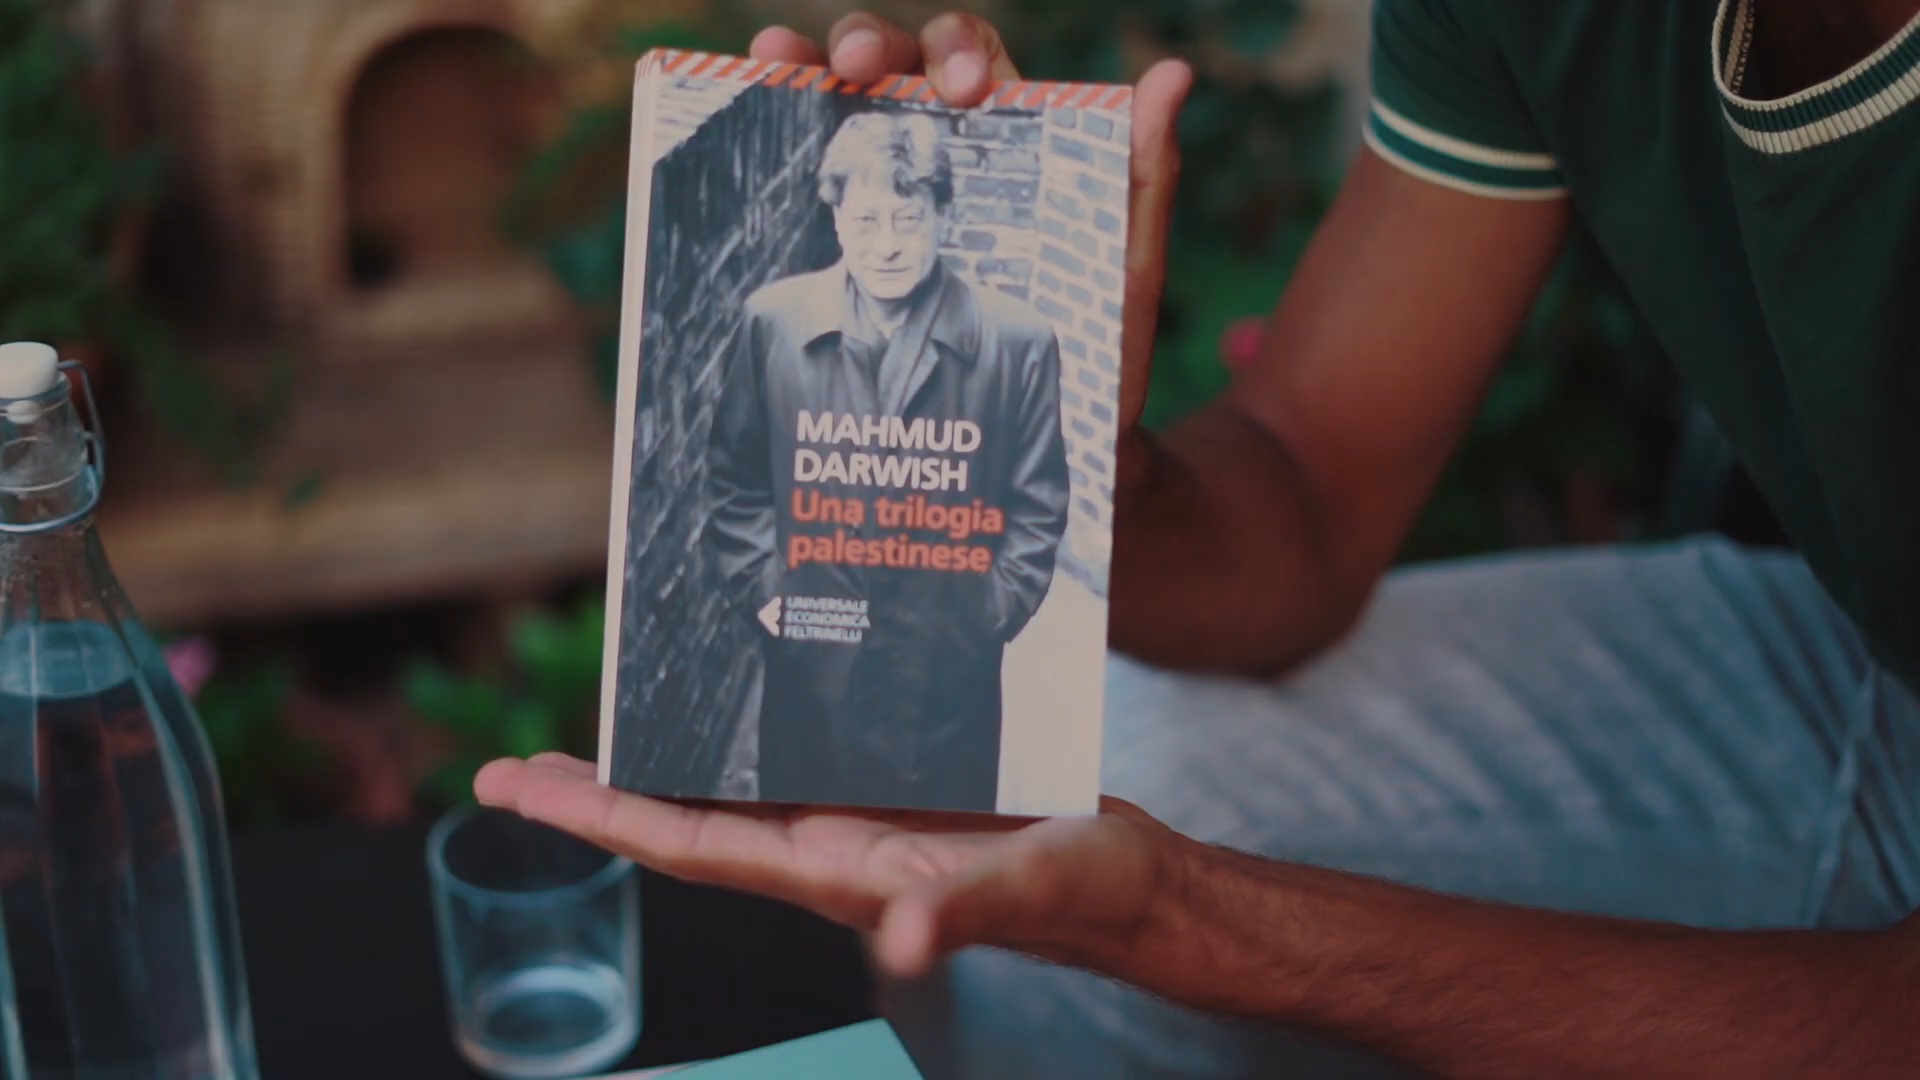 MAHMUD
DARWISH
Una trilogia
palestinese
UNIVERSALE
ECONOMICA
FELTRINELLI